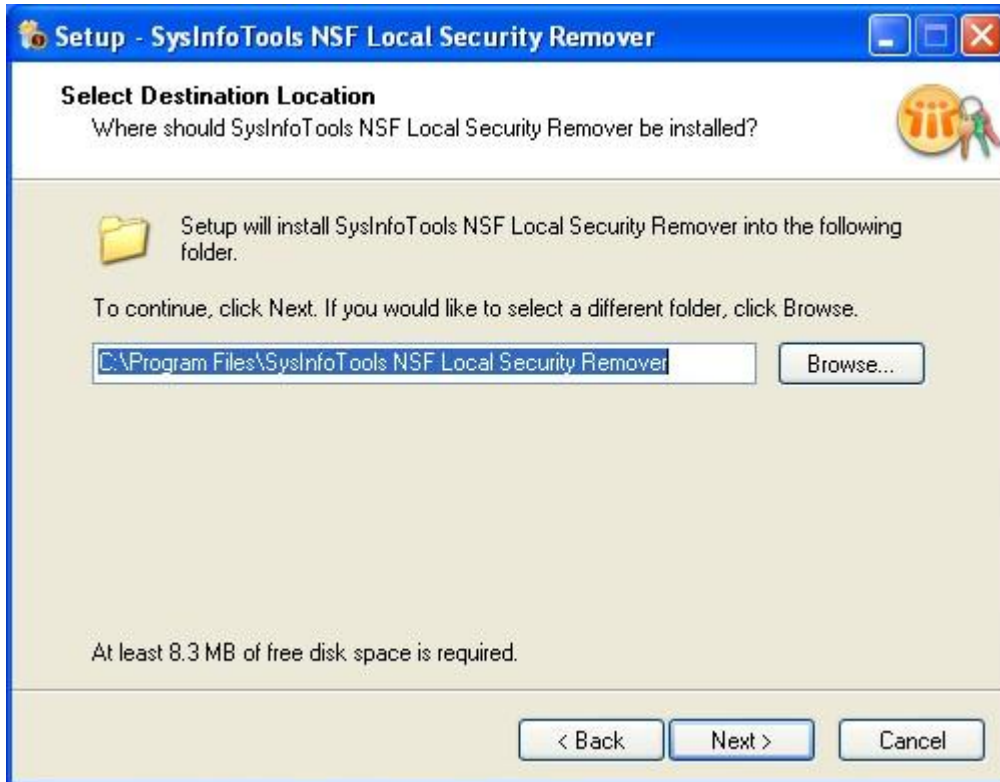 Setup - SysInfoTools NSF Local Security Remover
Select Destination Location
Where should SysInfoTools NSF Local Security Remover be installed?
Setup will install SysInfoTools NSF Local Security Remover into the following
folder.
To continue, click Next. If you would like to select a different folder, click Browse.
C:\Program Files\SysInfoTools NSF Local Security Remover
Browse...
At least 8.3 MB of free disk space is required.
< Back
Next >
Cancel